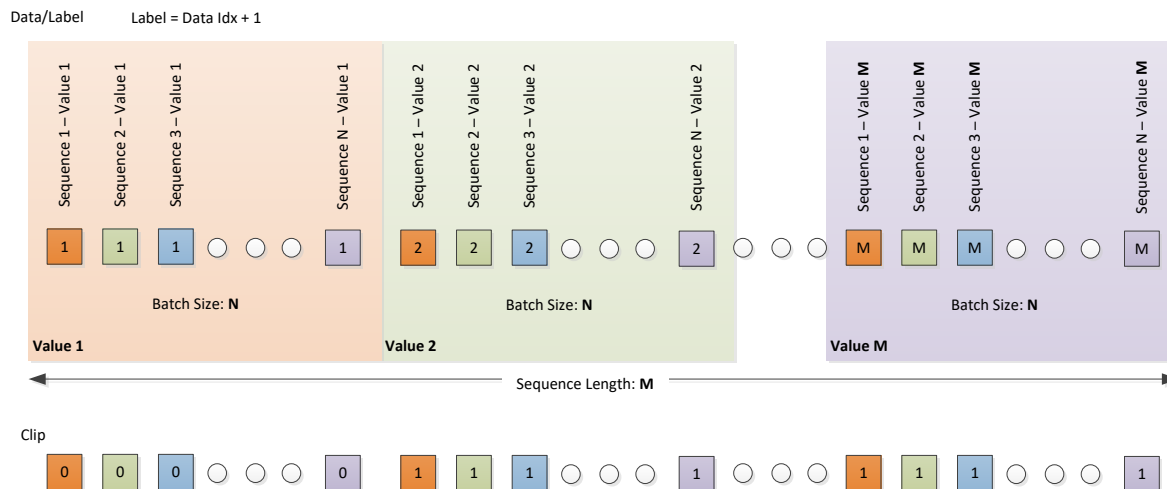 Data/Label
Label = Data Idx + 1
Sequence 1 – Value 1
Sequence 2 – Value 1
Sequence 3 – Value 1
Sequence N – Value 1
Sequence 1 – Value 2
Sequence 2 – Value 2
Sequence 3 – Value 2
Sequence N – Value 2
Sequence 1 – Value M
Sequence 2 – Value M
Sequence 3 – Value M
Sequence N – Value M
1 1 1 1 2 2 2 2 M M M M
Batch Size: N
Batch Size: N
Batch Size: N
Value 1
Value 2
Value M
Sequence Length: M
Clip
0 0 0 0 1 1 1 1 1 1 1 1